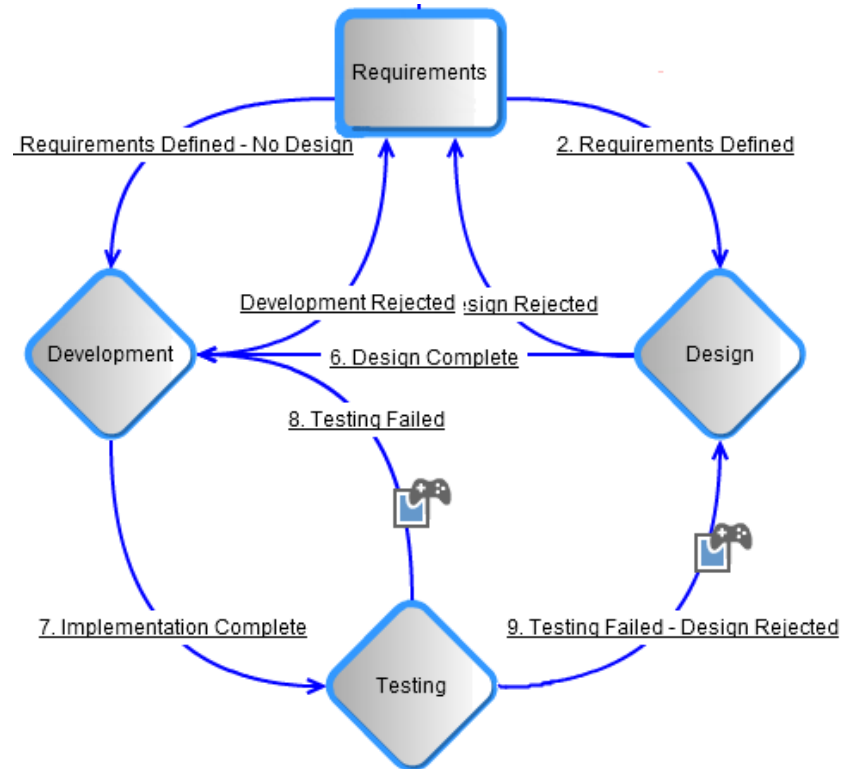 Requirements
Requirements Defined - No Design
2. Requirements Defined
Development Rejected
sign Rejected
Development
6. Design Complete
Design
8. Testing Failed
7. Implementation Complete
9. Testing Failed - Design Rejected
Testing